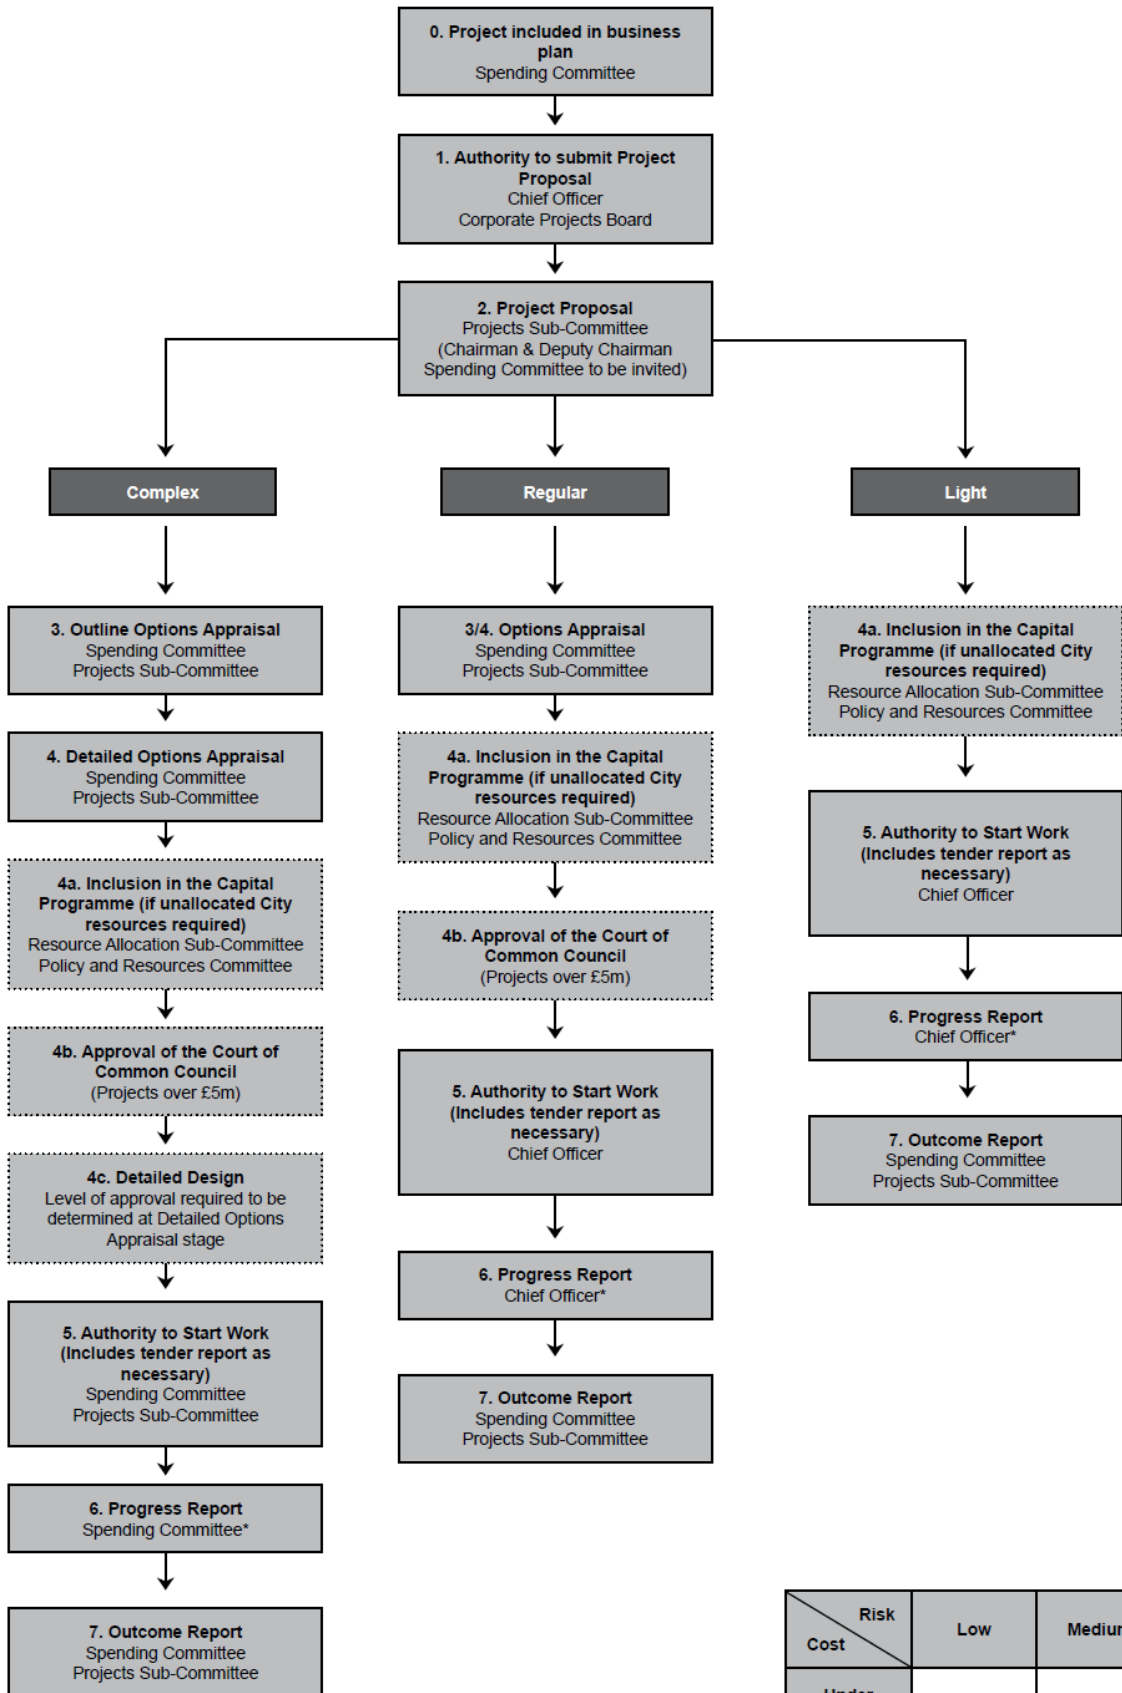 0. Project included in business
plan
Spending Committee
1. Authority to submit Project
Proposal
Chief Officer
Corporate Projects Board
2. Project Proposal
Projects Sub-Committee
(Chairman & Deputy Chairman
Spending Committee to be invited)
Complex
Regular
Light
3. Outline Options Appraisal
Spending Committee
Projects Sub-Committee
4. Detailed Options Appraisal
Spending Committee
Projects Sub-Committee
4a. Inclusion in the Capital
Programme (if unallocated City
resources required)
Resource Allocation Sub-Committee
Policy and Resources Committee
4b. Approval of the Court of
Common Council
(Projects over £5m)
4c. Detailed Design
Level of approval required to be
determined at Detailed Options
Appraisal stage
5. Authority to Start Work
(Includes tender report as
necessary)
Spending Committee
Projects Sub-Committee
6. Progress Report
Spending Committee*
7. Outcome Report
Spending Committee
Projects Sub-Committee
3/4. Options Appraisal
Spending Committee
Projects Sub-Committee
4a. Inclusion in the Capital
Programme (if unallocated City
resources required)
Resource Allocation Sub-Committee
Policy and Resources Committee
4b. Approval of the Court of
Common Council
(Projects over £5m)
5. Authority to Start Work
(Includes tender report as
necessary)
Chief Officer
6. Progress Report
Chief Officer*
7. Outcome Report
Spending Committee
Projects Sub-Committee
4a. Inclusion in the Capital
Programme (if unallocated City
resources required)
Resource Allocation Sub-Committee
Policy and Resources Committee
5. Authority to Start Work
(Includes tender report as
necessary)
Chief Officer
6. Progress Report
Chief Officer*
7. Outcome Report
Spending Committee
Projects Sub-Committee
Risk
Cost
Low